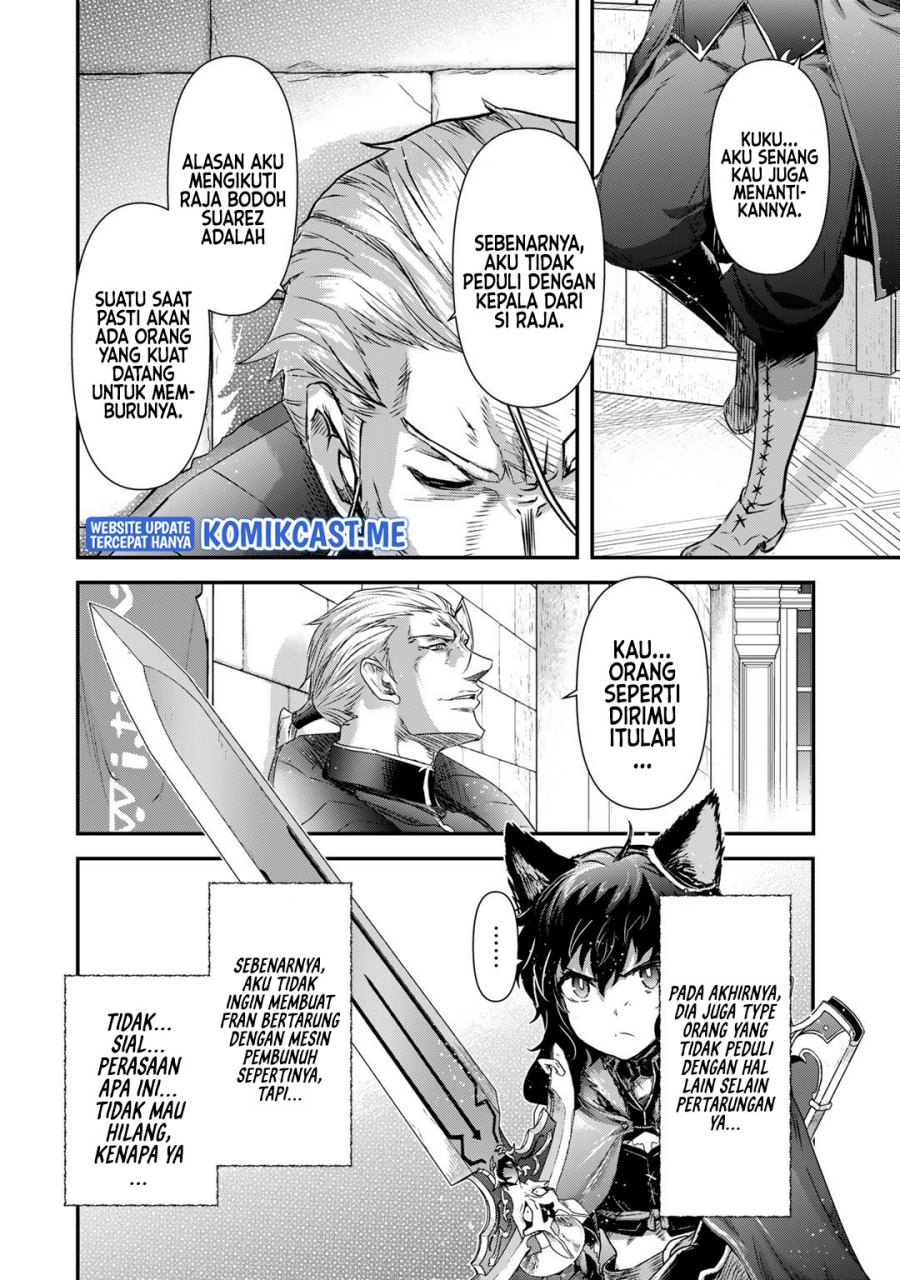 KUKU...
AKU SENANG
KAU JUGA
MENANTI-
KANNYA.
SEBENARNYA,
AKU TIDAK
PEDULI DENGAN
KEPALA DARI
SI RAJA.
ALASAN AKU
MENGIKUTI
RAJA BODOH
SUAREZ
ADALAH
SUATU SAAT
PASTI AKAN
ADA ORANG
YANG KUAT
DATANG
UNTUK MEM-
BURUNYA.
WEBSITE UPDATE
TERCEPAT HANYA
KOMIKCAST.ME
KAU...
ORANG
SEPERTI
DIRIMU
ITULAH
...
PADA AKHIRNYA,
DIA JUGA TYPE
ORANG YANG
TIDAK PEDULI
DENGAN HAL
LAIN SELAIN
PERTARUNGAN
YA...
......
SEBENARNYA,
AKU TIDAK
INGIN MEMBUAT
FRAN BERTARUNG
DENGAN MESIN
PEMBUNUH
SEPERTINYA,
TAPI...
TIDAK...
SIAL...
PERASAAN
APA INI...
TIDAK MAU
HILANG,
KENAPA YA
...